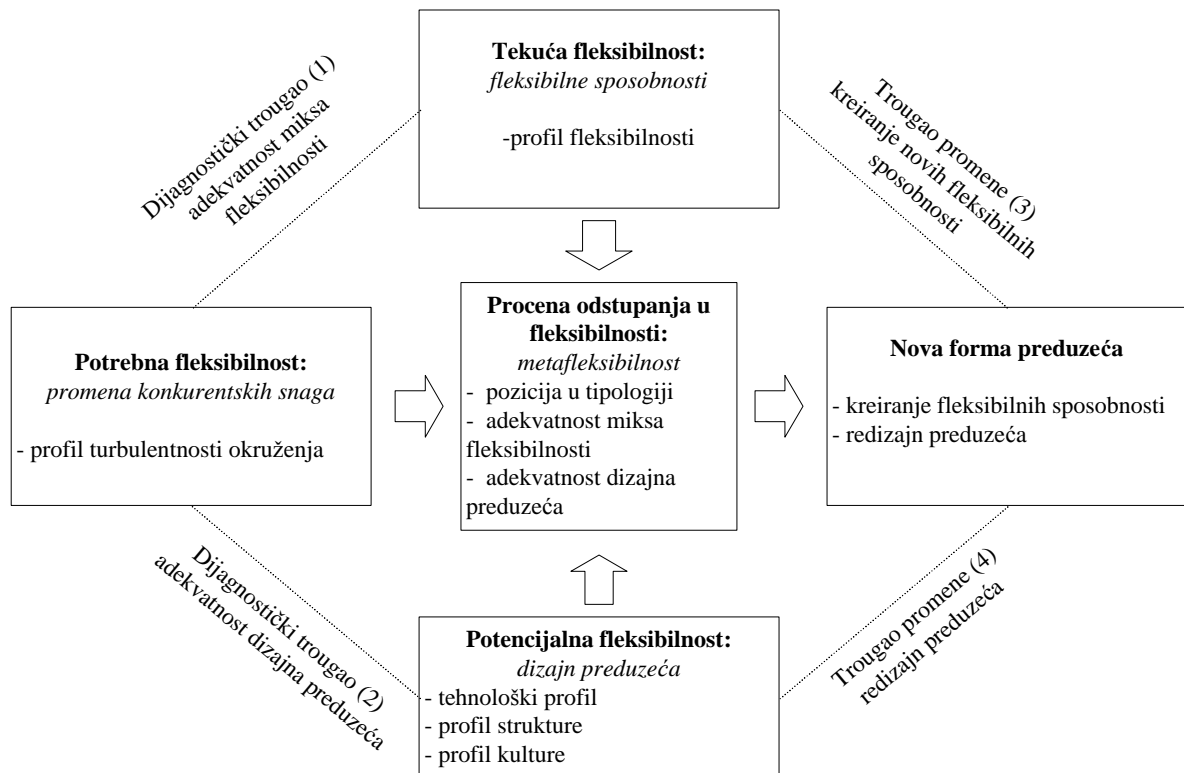 Tekuća fleksibilnost:
fleksibilne sposobnosti
-profil fleksibilnosti
Dijagnostički trougao (1)
adekvatnost miksa
fleksibilnosti
Trougao promene (3)
kreiranje novih fleksibilnih
sposobnosti
Potrebna fleksibilnost:
promena konkurentskih snaga
- profil turbulentnosti okruženja
Procena odstupanja u
fleksibilnosti:
metafleksibilnost
- pozicija u tipologiji
- adekvatnost miksa
fleksibilnosti
- adekvatnost dizajna
preduzeća
Nova forma preduzeća
- kreiranje fleksibilnih sposobnosti
- redizajn preduzeća
Dijagnostički trougao (2)
adekvatnost dizajna preduzeća
Potencijalna fleksibilnost:
dizajn preduzeća
- tehnološki profil
- profil strukture
- profil kulture
Trougao promene (4)
redizajn preduzeća